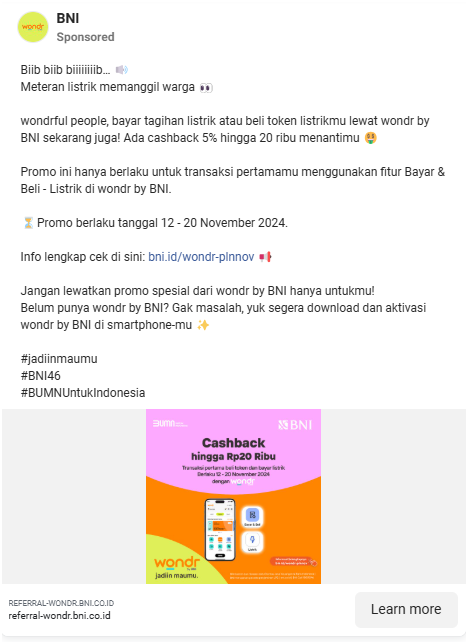 wondr
BNI
Sponsored
Biib biib biiiiiiiib... 🔊
Meteran listrik memanggil warga 👀
wondrful people, bayar tagihan listrik atau beli token listrikmu lewat wondr by
BNI sekarang juga! Ada cashback 5% hingga 20 ribu menantimu 🤑
Promo ini hanya berlaku untuk transaksi pertamamu menggunakan fitur Bayar &
Beli - Listrik di wondr by BNI.
⏳ Promo berlaku tanggal 12 - 20 November 2024.
Info lengkap cek di sini: bni.id/wondr-plnnov 📢
Jangan lewatkan promo spesial dari wondr by BNI hanya untukmu!
Belum punya wondr by BNI? Gak masalah, yuk segera download dan aktivasi
wondr by BNI di smartphone-mu ✨
#jadiinmaumu
#BNI46
#BUMNUntukIndonesia
BUMN
BNI
Cashback
hingga Rp20 Ribu
Transaksi pertama beli token dan bayar listrik
Berlaku 12 - 20 November 2024
dengan wondr
Listrik
wondr
by BNI
jadiin maumu.
REFERRAL-WONDR.BNI.CO.ID
referral-wondr.bni.co.id
Learn more